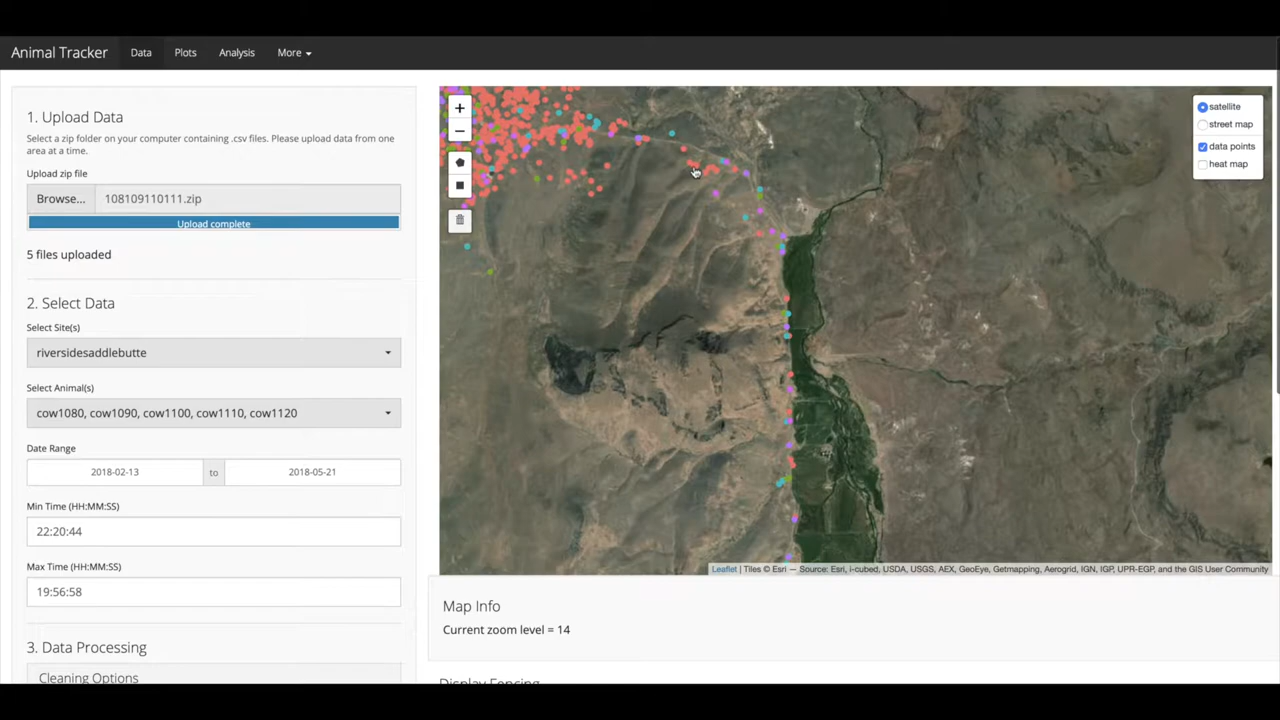 Animal Tracker Data Plots Analysis More
1. Upload Data
Select a zip folder on your computer containing .csv files. Please upload data from one
area at a time.
Upload zip file
Browse... 108109110111.zip
Upload complete
5 files uploaded
2. Select Data
Select Site(s)
riversidesaddlebutte
Select Animal(s)
cow1080, cow1090, cow1100, cow1110, cow1120
Date Range
2018-02-13 to 2018-05-21
Min Time (HH:MM:SS)
22:20:44
Max Time (HH:MM:SS)
19:56:58
3. Data Processing
Cleaning Options
+
−
satellite
street map
data points
heat map
Leaflet | Tiles © Esri — Source: Esri, i-cubed, USDA, USGS, AEX, GeoEye, Getmapping, Aerogrid, IGN, IGP, UPR-EGP, and the GIS User Community
Map Info
Current zoom level = 14
Display Fencing